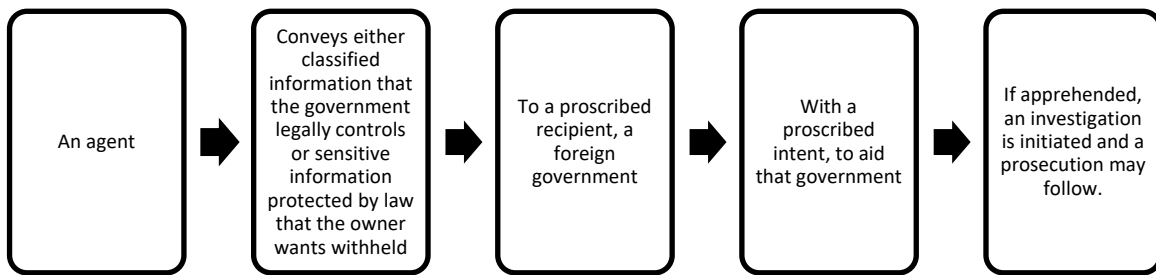 An agent
Conveys either
classified
information that
the government
legally controls
or sensitive
information
protected by law
that the owner
wants withheld
To a proscribed
recipient, a
foreign
government
With a
proscribed
intent, to aid
that government
If apprehended,
an investigation
is initiated and a
prosecution may
follow.